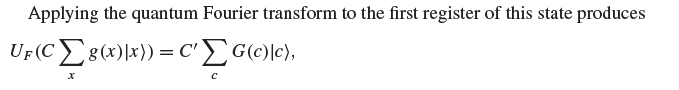 Applying the quantum Fourier transform to the first register of this state produces
U_F(C ∑_x g(x)|x⟩) = C′ ∑_c G(c)|c⟩,